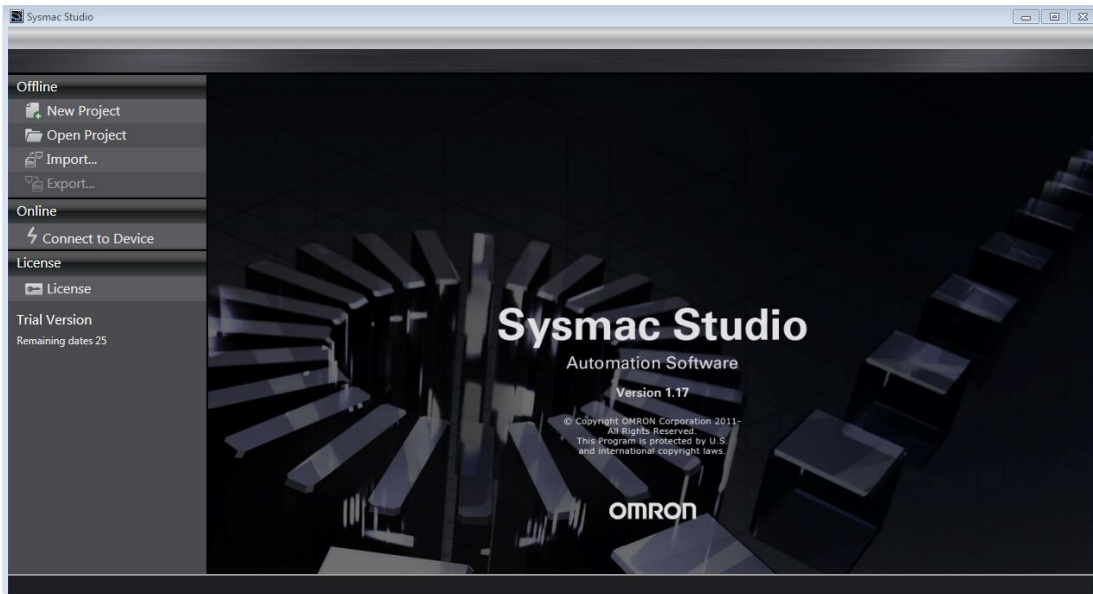 Sysmac Studio
Offline
New Project
Open Project
Import...
Export...
Online
Connect to Device
License
License
Trial Version
Remaining dates 25
Sysmac Studio
Automation Software
Version 1.17
© Copyright OMRON Corporation 2011-
All Rights Reserved.
This Program is protected by U.S.
and international copyright laws.
OMRON